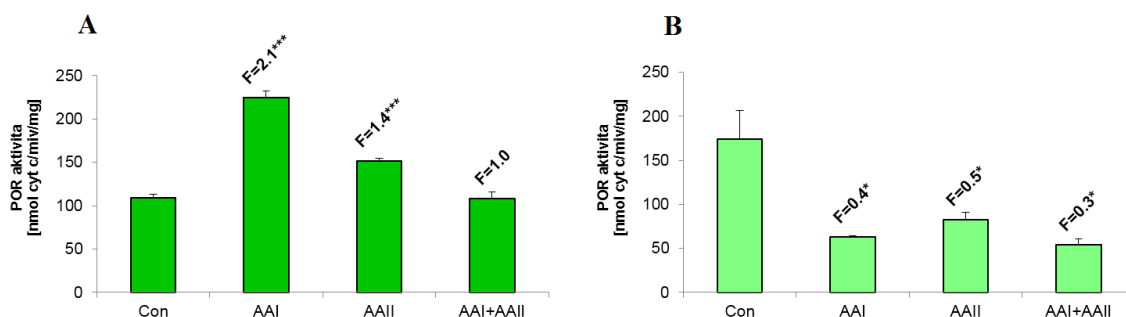 A
POR aktivita
[nmol cyt c/miv/mg]
250
200
150
100
50
0
F=2.1***
F=1.4***
F=1.0
Con
AAI
AAII
AAI+AAII
B
POR aktivita
[nmol cyt c/miv/mg]
250
200
150
100
50
0
F=0.4*
F=0.5*
F=0.3*
Con
AAI
AAII
AAI+AAII